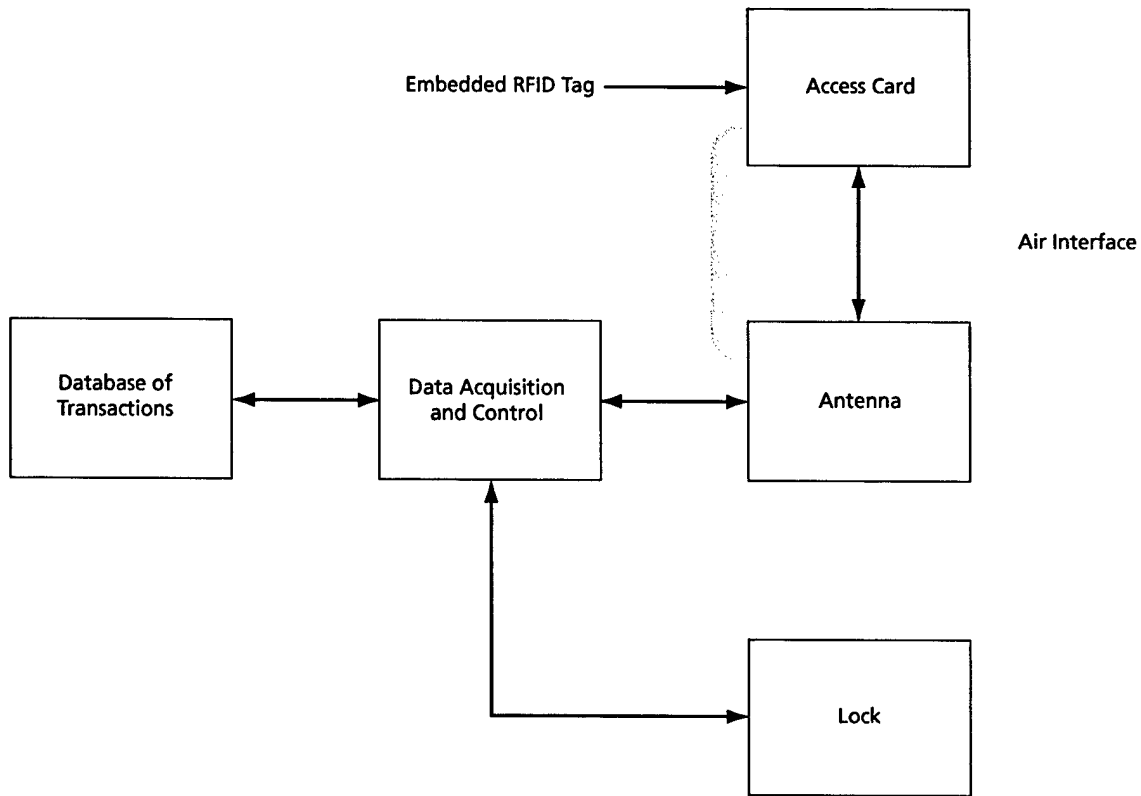 Embedded RFID Tag
Access Card
Air Interface
Database of
Transactions
Data Acquisition
and Control
Antenna
Lock